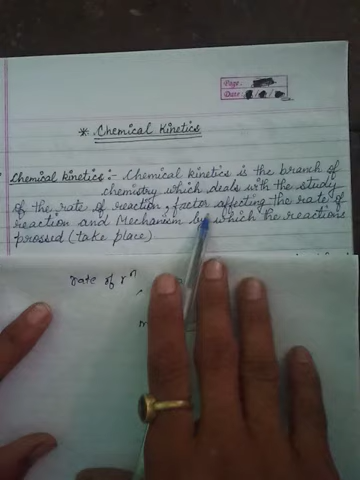 Page
Date
* Chemical Kinetics
Chemical kinetics :- Chemical kinetics is the branch of
chemistry which deals with the study
of the rate of reaction, factor affecting the rate of
reaction and Mechanism by which the reactions
prossed (take place)
rate of rⁿ
m